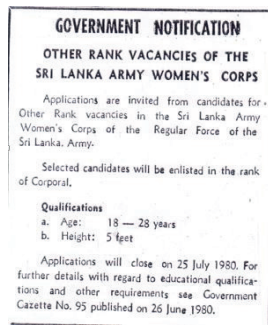 GOVERNMENT NOTIFICATION
OTHER RANK VACANCIES OF THE
SRI LANKA ARMY WOMEN'S CORPS
Applications are invited from candidates for
Other Rank vacancies in the Sri Lanka Army
Women's Corps of the Regular Force of the
Sri Lanka. Army.
Selected candidates will be enlisted in the rank
of Corporal.
Qualifications
a. Age: 18 — 28 years
b. Height: 5 feet
Applications will close on 25 July 1980. For
further details with regard to educational qualifica-
tions and other requirements see Government
Gazette No. 95 published on 26 June 1980.